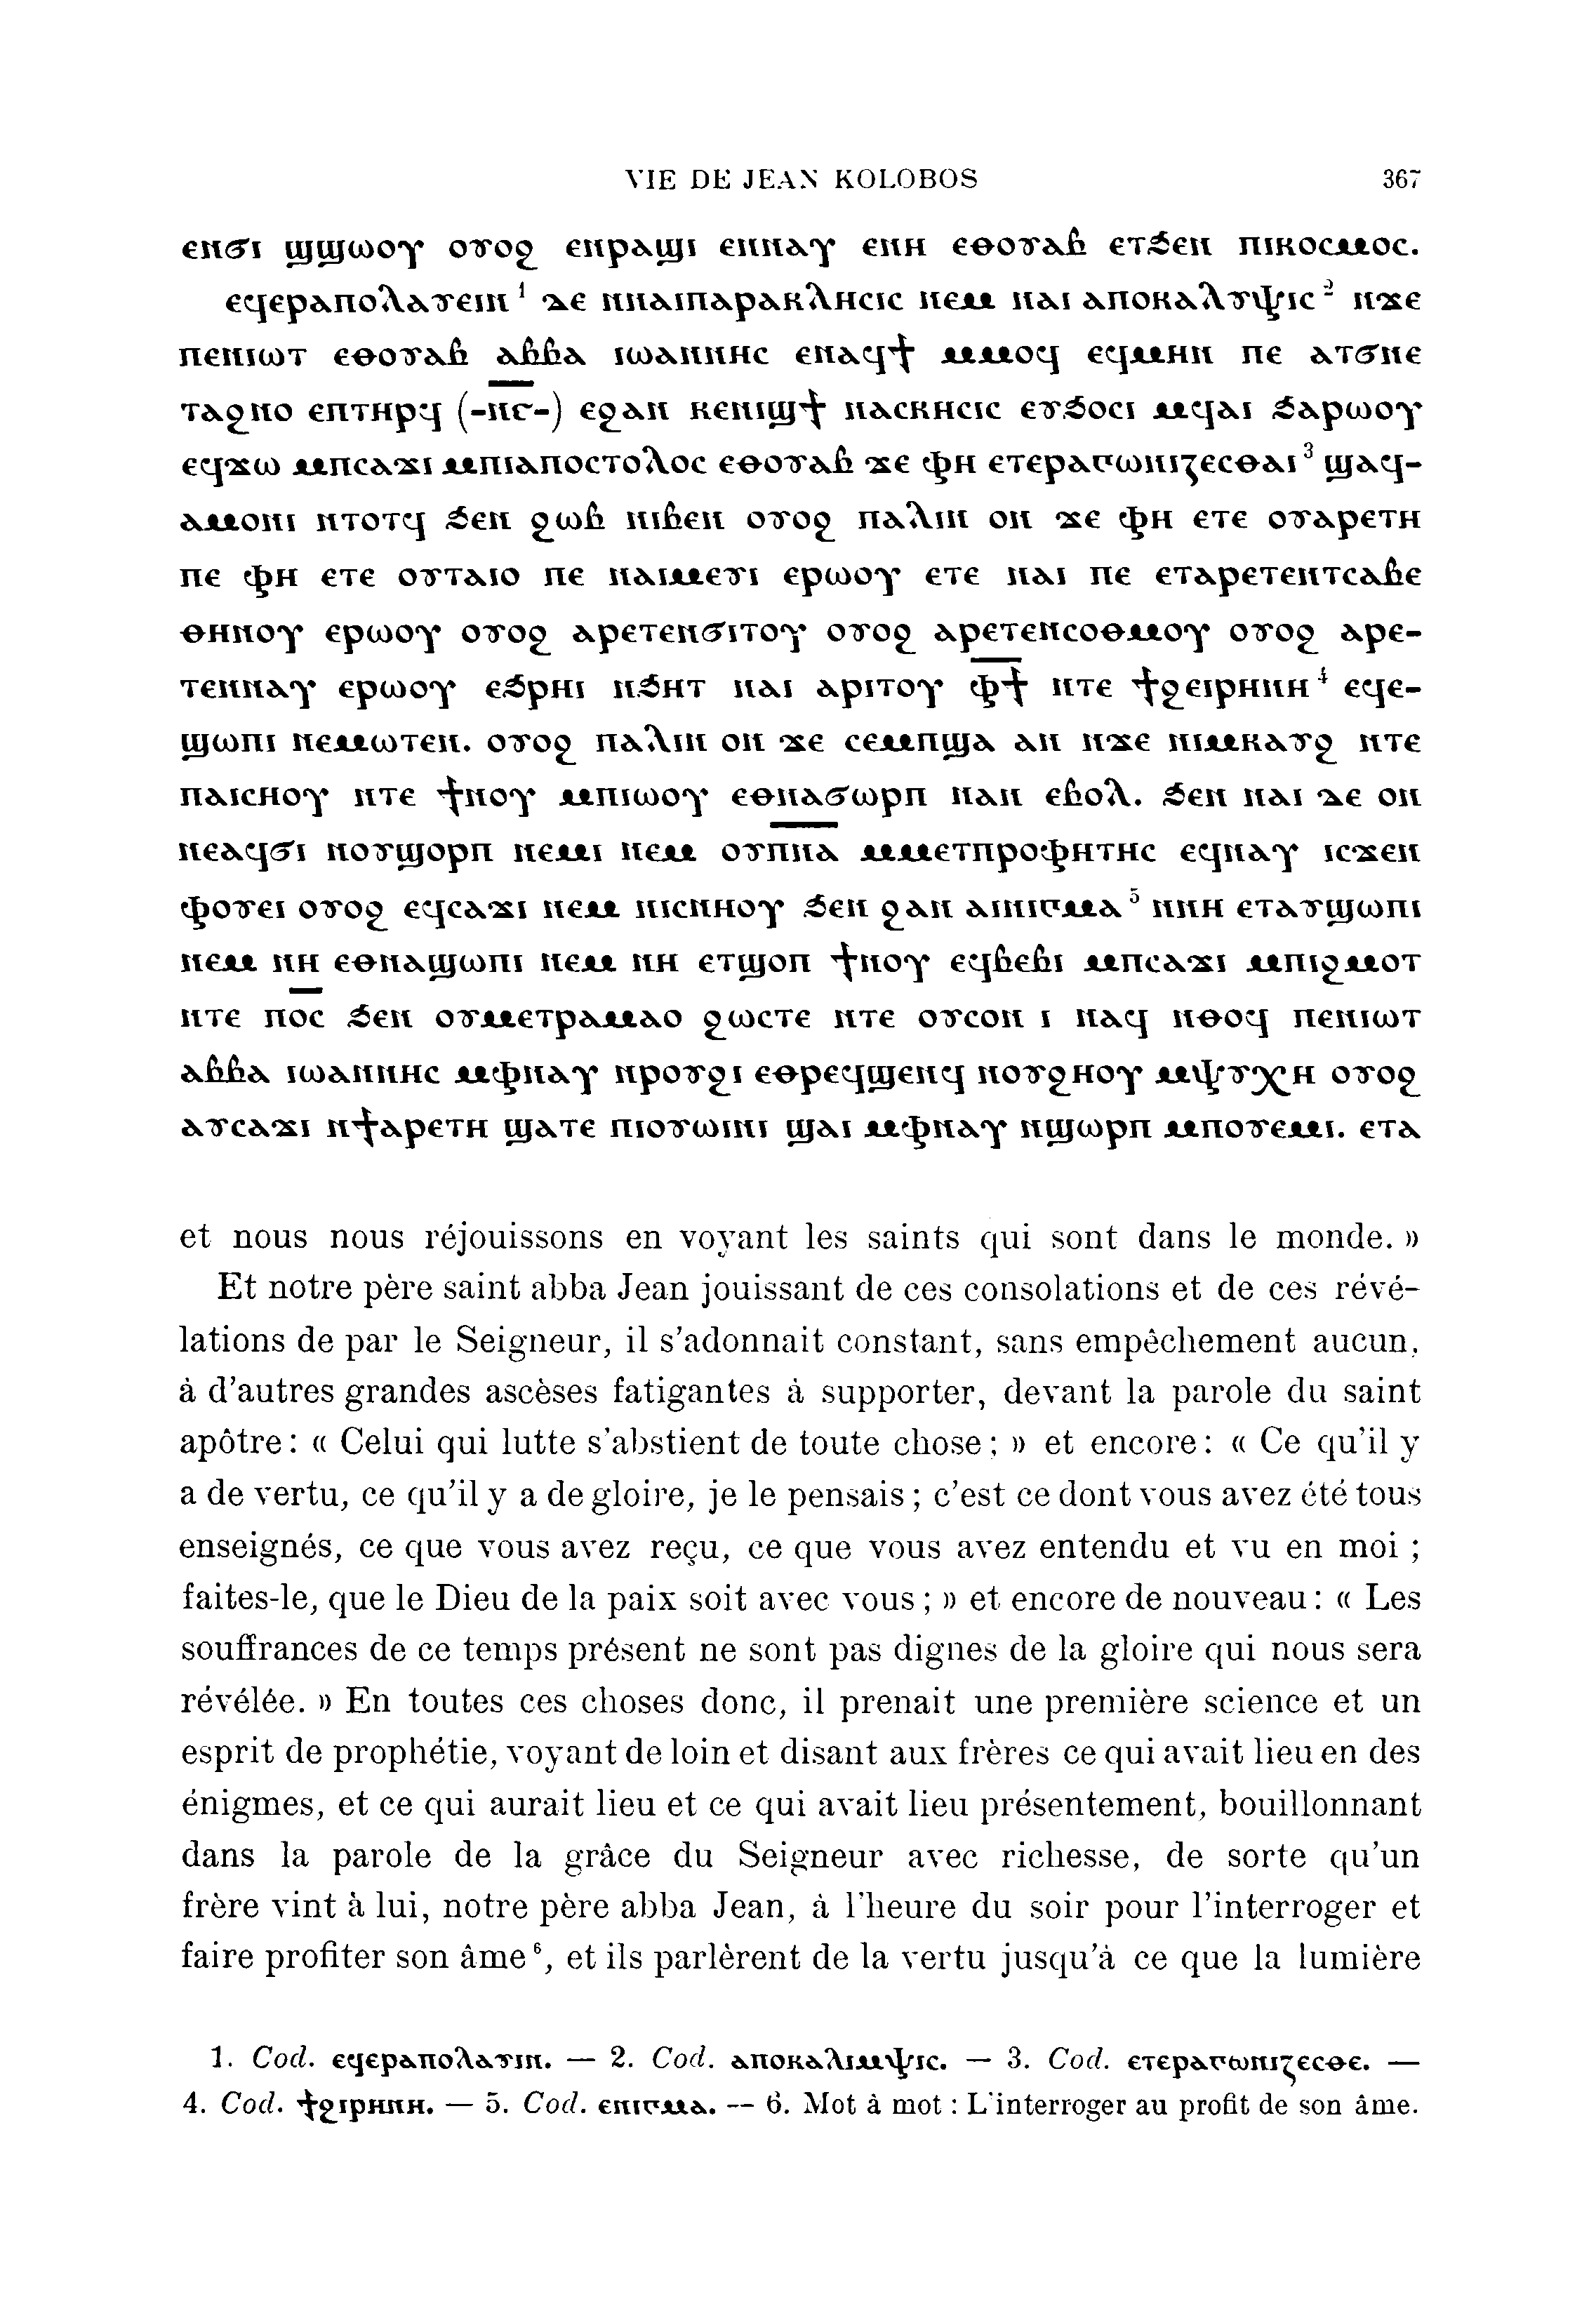 VIE DE JEAN KOLOBOS 367
ⲉⲛϭⲓ ϣϣⲱⲟⲩ ⲟⲩⲟϩ ⲉⲛⲣⲁϣⲓ ⲉⲛⲛⲁⲩ ⲉⲛⲏ ⲉⲑⲟⲩⲁⲃ ⲉⲧϧⲉⲛ ⲡⲓⲕⲟⲥⲙⲟⲥ.
ⲉϥⲉⲣⲁⲡⲟⲗⲁⲩⲉⲓⲛ ¹ ⲇⲉ ⲛⲛⲁⲓⲡⲁⲣⲁⲕⲗⲏⲥⲓⲥ ⲛⲉⲙ ⲛⲁⲓ ⲁⲡⲟⲕⲁⲗⲩⲯⲓⲥ ² ⲛϫⲉ
ⲡⲉⲛⲓⲱⲧ ⲉⲑⲟⲩⲁⲃ ⲁⲃⲃⲁ ⲓⲱⲁⲛⲛⲏⲥ ⲉⲛⲁϥϯ ⲙⲙⲟϥ ⲉϥⲙⲏⲛ ⲡⲉ ⲁⲧϭⲛⲉ
ⲧⲁϩⲛⲟ ⲉⲡⲧⲏⲣϥ (-ⲛ̅ⲅ̅-) ⲉϩⲁⲛ ⲕⲉⲛⲓϣϯ ⲛⲁⲥⲕⲏⲥⲓⲥ ⲉⲩϧⲟⲥⲓ ⲙϥⲁⲓ ϧⲁⲣⲱⲟⲩ
ⲉϥϫⲱ ⲙⲡⲥⲁϫⲓ ⲙⲡⲓⲁⲡⲟⲥⲧⲟⲗⲟⲥ ⲉⲑⲟⲩⲁⲃ ϫⲉ ⲫⲏ ⲉⲧⲉⲣⲁⲅⲱⲛⲓⲍⲉⲥⲑⲁⲓ ³ ϣⲁϥ-
ⲁⲙⲟⲛⲓ ⲛⲧⲟⲧϥ ϧⲉⲛ ϩⲱⲃ ⲛⲓⲃⲉⲛ ⲟⲩⲟϩ ⲡⲁⲗⲓⲛ ⲟⲛ ϫⲉ ⲫⲏ ⲉⲧⲉ ⲟⲩⲁⲣⲉⲧⲏ
ⲡⲉ ⲫⲏ ⲉⲧⲉ ⲟⲩⲧⲁⲓⲟ ⲡⲉ ⲛⲁⲓⲙⲉⲩⲓ ⲉⲣⲱⲟⲩ ⲉⲧⲉ ⲛⲁⲓ ⲡⲉ ⲉⲧⲁⲣⲉⲧⲉⲛⲧⲥⲁⲃⲉ
ⲑⲏⲛⲟⲩ ⲉⲣⲱⲟⲩ ⲟⲩⲟϩ ⲁⲣⲉⲧⲉⲛϭⲓⲧⲟⲩ ⲟⲩⲟϩ ⲁⲣⲉⲧⲉⲛⲥⲟⲑⲙⲟⲩ ⲟⲩⲟϩ ⲁⲣⲉ-
ⲧⲉⲛⲛⲁⲩ ⲉⲣⲱⲟⲩ ⲉϧⲣⲏⲓ ⲛϧⲏⲧ ⲛⲁⲓ ⲁⲣⲓⲧⲟⲩ ⲫ̅ϯ̅ ⲛⲧⲉ ϯϩⲉⲓⲣⲏⲛⲏ ⁴ ⲉϥⲉ-
ϣⲱⲡⲓ ⲛⲉⲙⲱⲧⲉⲛ. ⲟⲩⲟϩ ⲡⲁⲗⲓⲛ ⲟⲛ ϫⲉ ⲥⲉⲙⲡϣⲁ ⲁⲛ ⲛϫⲉ ⲛⲓⲙⲕⲁⲩϩ ⲛⲧⲉ
ⲡⲁⲓⲥⲏⲟⲩ ⲛⲧⲉ ϯⲛⲟⲩ ⲙⲡⲓⲱⲟⲩ ⲉⲑⲛⲁϭⲱⲣⲡ ⲛⲁⲛ ⲉⲃⲟⲗ. ϧⲉⲛ ⲛⲁⲓ ⲇⲉ ⲟⲛ
ⲛⲉⲁϥϭⲓ ⲛⲟⲩϣⲟⲣⲡ ⲛⲉⲙⲓ ⲛⲉⲙ ⲟⲩⲡ̅ⲛ̅ⲁ̅ ⲙⲙⲉⲧⲡⲣⲟⲫⲏⲧⲏⲥ ⲉϥⲛⲁⲩ ⲓⲥϫⲉⲛ
ⲫⲟⲩⲉⲓ ⲟⲩⲟϩ ⲉϥⲥⲁϫⲓ ⲛⲉⲙ ⲛⲓⲥⲛⲏⲟⲩ ϧⲉⲛ ϩⲁⲛ ⲁⲓⲛⲓⲅⲙⲁ ⁵ ⲛⲛⲏ ⲉⲧⲁⲩϣⲱⲡⲓ
ⲛⲉⲙ ⲛⲏ ⲉⲑⲛⲁϣⲱⲡⲓ ⲛⲉⲙ ⲛⲏ ⲉⲧϣⲟⲡ ϯⲛⲟⲩ ⲉϥⲃⲉⲃⲓ ⲙⲡⲥⲁϫⲓ ⲙⲡⲓϩⲙⲟⲧ
ⲛⲧⲉ ⲡ̅ⲟ̅ⲥ̅ ϧⲉⲛ ⲟⲩⲙⲉⲧⲣⲁⲙⲁⲟ ϩⲱⲥⲧⲉ ⲛⲧⲉ ⲟⲩⲥⲟⲛ ⲓ ⲛⲁϥ ⲛⲑⲟϥ ⲡⲉⲛⲓⲱⲧ
ⲁⲃⲃⲁ ⲓⲱⲁⲛⲛⲏⲥ ⲙⲫⲛⲁⲩ ⲛⲣⲟⲩϩⲓ ⲉⲑⲣⲉϥϣⲉⲛϥ ⲛⲟⲩϩⲏⲟⲩ ⲙⲯⲩⲭⲏ ⲟⲩⲟϩ
ⲁⲩⲥⲁϫⲓ ⲛϯⲁⲣⲉⲧⲏ ϣⲁⲧⲉ ⲡⲓⲟⲩⲱⲓⲛⲓ ϣⲁⲓ ⲙⲫⲛⲁⲩ ⲛϣⲱⲣⲡ ⲙⲡⲟⲩⲉⲙⲓ. ⲉⲧⲁ
et nous nous réjouissons en voyant les saints qui sont dans le monde. »
Et notre père saint abba Jean jouissant de ces consolations et de ces révé-
lations de par le Seigneur, il s'adonnait constant, sans empêchement aucun,
à d'autres grandes ascèses fatigantes à supporter, devant la parole du saint
apôtre : « Celui qui lutte s'abstient de toute chose ; » et encore : « Ce qu'il y
a de vertu, ce qu'il y a de gloire, je le pensais ; c'est ce dont vous avez été tous
enseignés, ce que vous avez reçu, ce que vous avez entendu et vu en moi ;
faites-le, que le Dieu de la paix soit avec vous ; » et encore de nouveau : « Les
souffrances de ce temps présent ne sont pas dignes de la gloire qui nous sera
révélée. » En toutes ces choses donc, il prenait une première science et un
esprit de prophétie, voyant de loin et disant aux frères ce qui avait lieu en des
énigmes, et ce qui aurait lieu et ce qui avait lieu présentement, bouillonnant
dans la parole de la grâce du Seigneur avec richesse, de sorte qu'un
frère vint à lui, notre père abba Jean, à l'heure du soir pour l'interroger et
faire profiter son âme ⁶, et ils parlèrent de la vertu jusqu'à ce que la lumière
1. Cod. ⲉϥⲉⲣⲁⲡⲟⲗⲁⲩⲓⲛ. — 2. Cod. ⲁⲡⲟⲕⲁⲗⲓⲙⲯⲓⲥ. — 3. Cod. ⲉⲧⲉⲣⲁⲅⲱⲛⲓⲍⲉⲥⲑⲉ. —
4. Cod. ϯϩⲓⲣⲏⲛⲏ. — 5. Cod. ⲉⲛⲓⲅⲙⲁ. — 6. Mot à mot : L'interroger au profit de son âme.